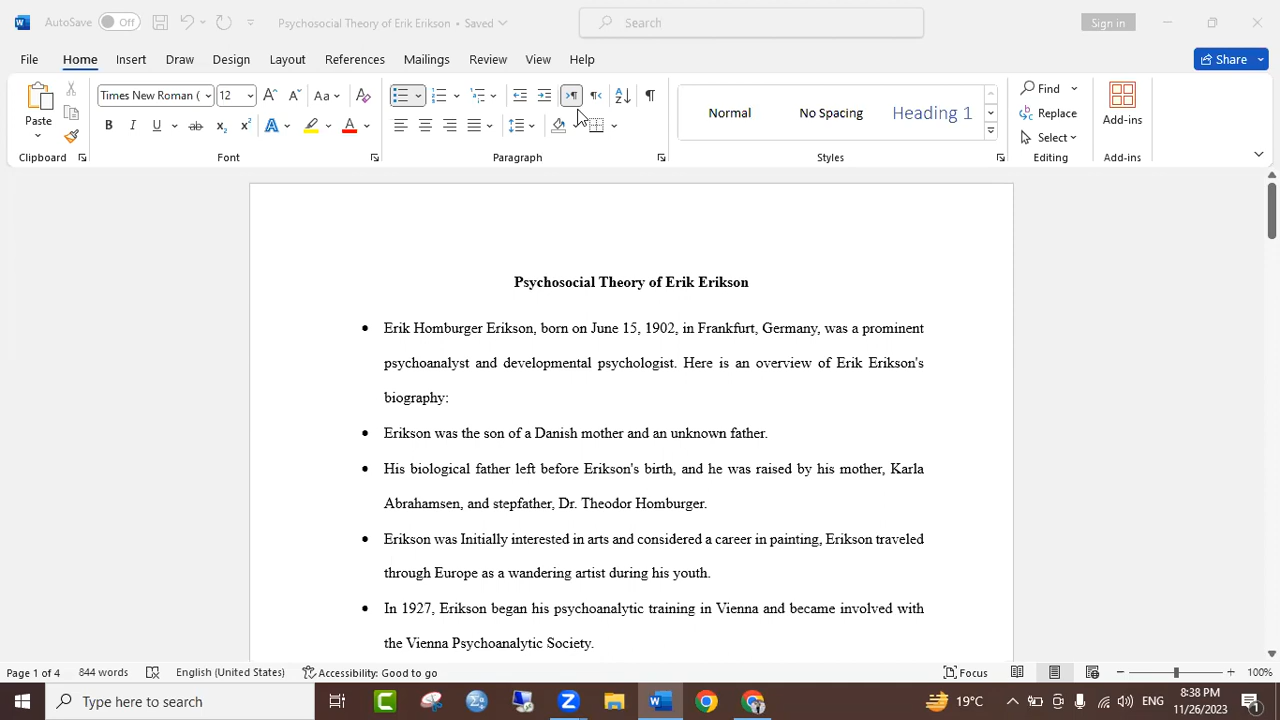 AutoSave Off Psychosocial Theory of Erik Erikson • Saved Search Sign in
File Home Insert Draw Design Layout References Mailings Review View Help Share
Paste Times New Roman ( 12 Aa Normal No Spacing Heading 1 Find Replace Select Add-ins
B I U ab x₂ x² A A
Clipboard Font Paragraph Styles Editing Add-ins
Psychosocial Theory of Erik Erikson
• Erik Homburger Erikson, born on June 15, 1902, in Frankfurt, Germany, was a prominent
psychoanalyst and developmental psychologist. Here is an overview of Erik Erikson's
biography:
• Erikson was the son of a Danish mother and an unknown father.
• His biological father left before Erikson's birth, and he was raised by his mother, Karla
Abrahamsen, and stepfather, Dr. Theodor Homburger.
• Erikson was Initially interested in arts and considered a career in painting, Erikson traveled
through Europe as a wandering artist during his youth.
• In 1927, Erikson began his psychoanalytic training in Vienna and became involved with
the Vienna Psychoanalytic Society.
Page 1 of 4 844 words English (United States) Accessibility: Good to go Focus 100%
Type here to search 19°C ENG 8:38 PM
11/26/2023